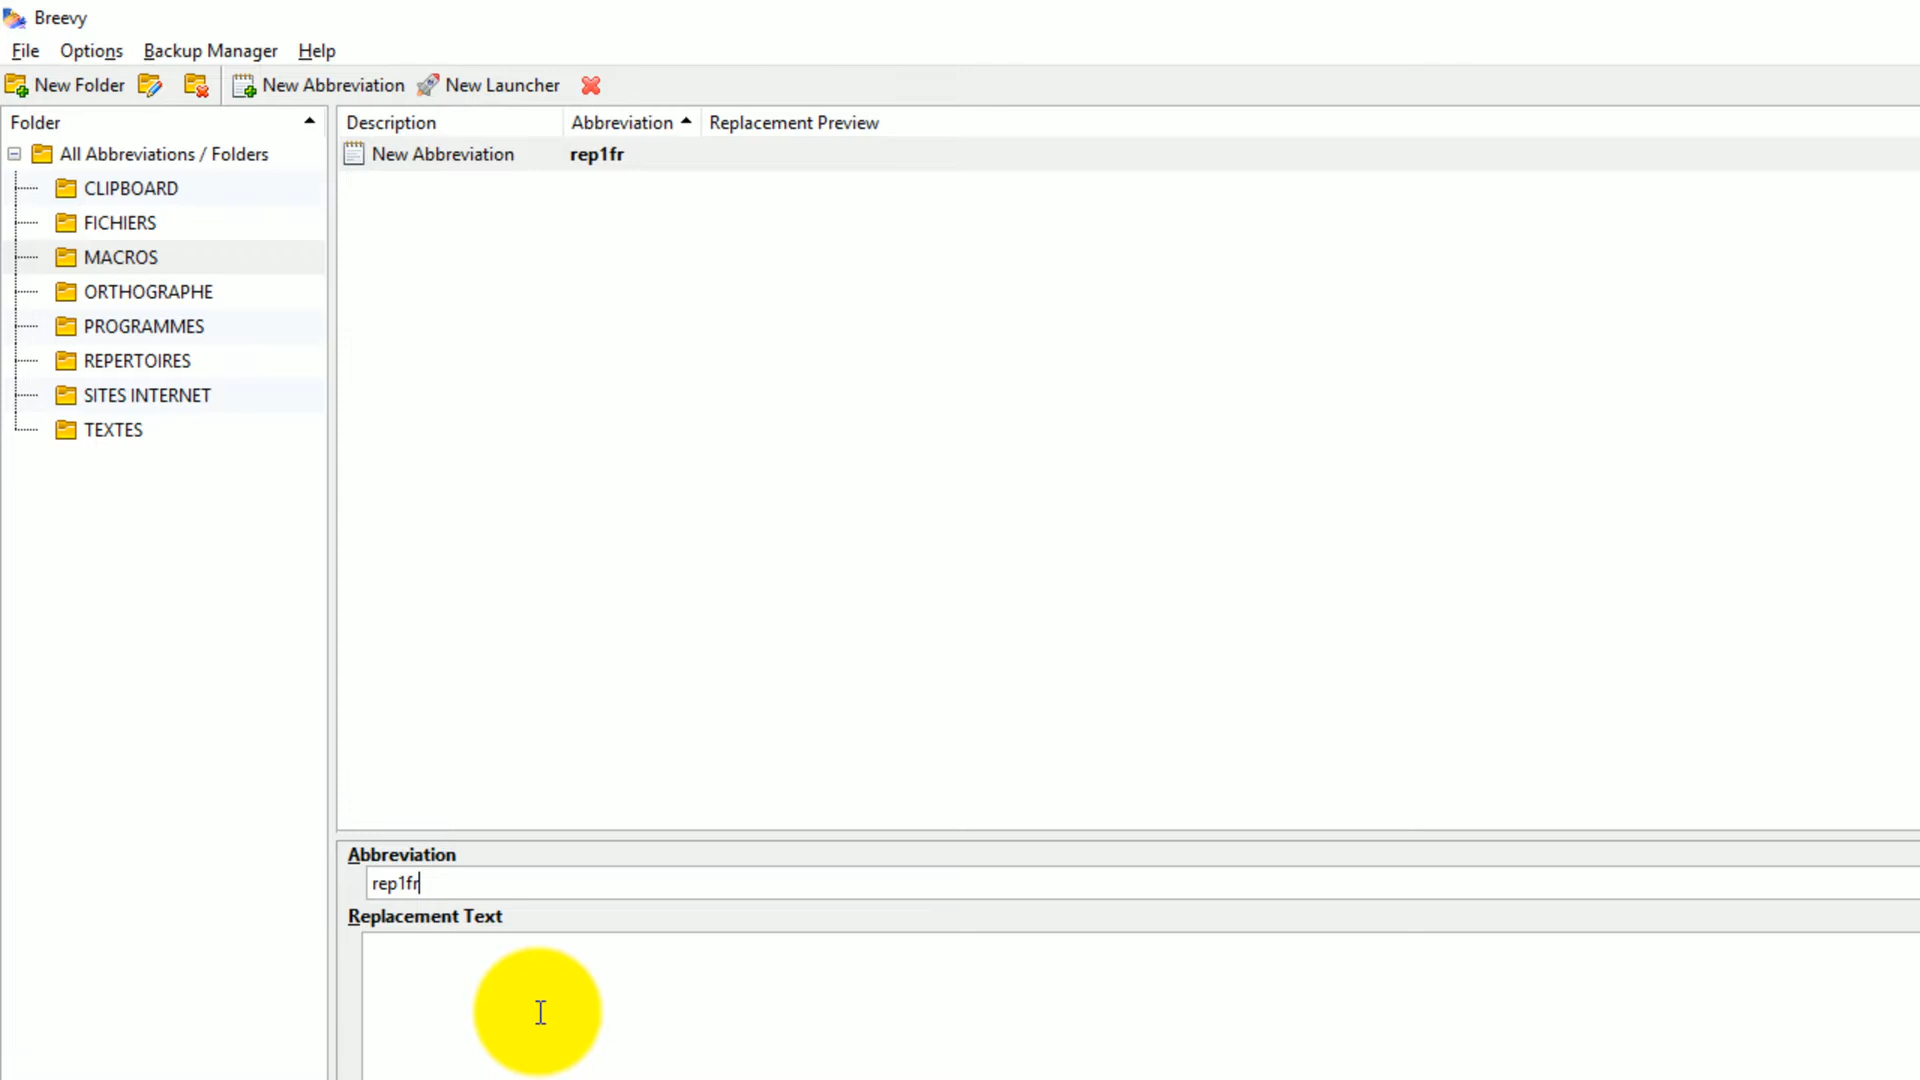 Breevy
File Options Backup Manager Help
New Folder New Abbreviation New Launcher
Folder
All Abbreviations / Folders
CLIPBOARD
FICHIERS
MACROS
ORTHOGRAPHE
PROGRAMMES
REPERTOIRES
SITES INTERNET
TEXTES
Description Abbreviation Replacement Preview
New Abbreviation rep1fr
Abbreviation
rep1fr
Replacement Text